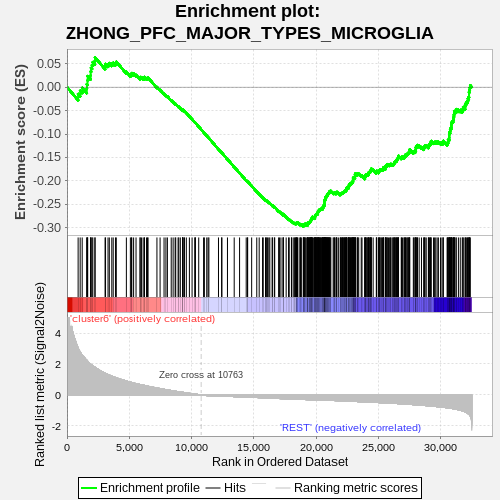 Enrichment plot:
ZHONG_PFC_MAJOR_TYPES_MICROGLIA
Enrichment score (ES)
0.05
0.00
-0.05
-0.10
-0.15
-0.20
-0.25
-0.30
'cluster6' (positively correlated)
Ranked list metric (Signal2Noise)
4
2
0
-2
Zero cross at 10763
'REST' (negatively correlated)
0
5,000
10,000
15,000
20,000
25,000
30,000
Rank in Ordered Dataset
Enrichment profile
Hits
Ranking metric scores